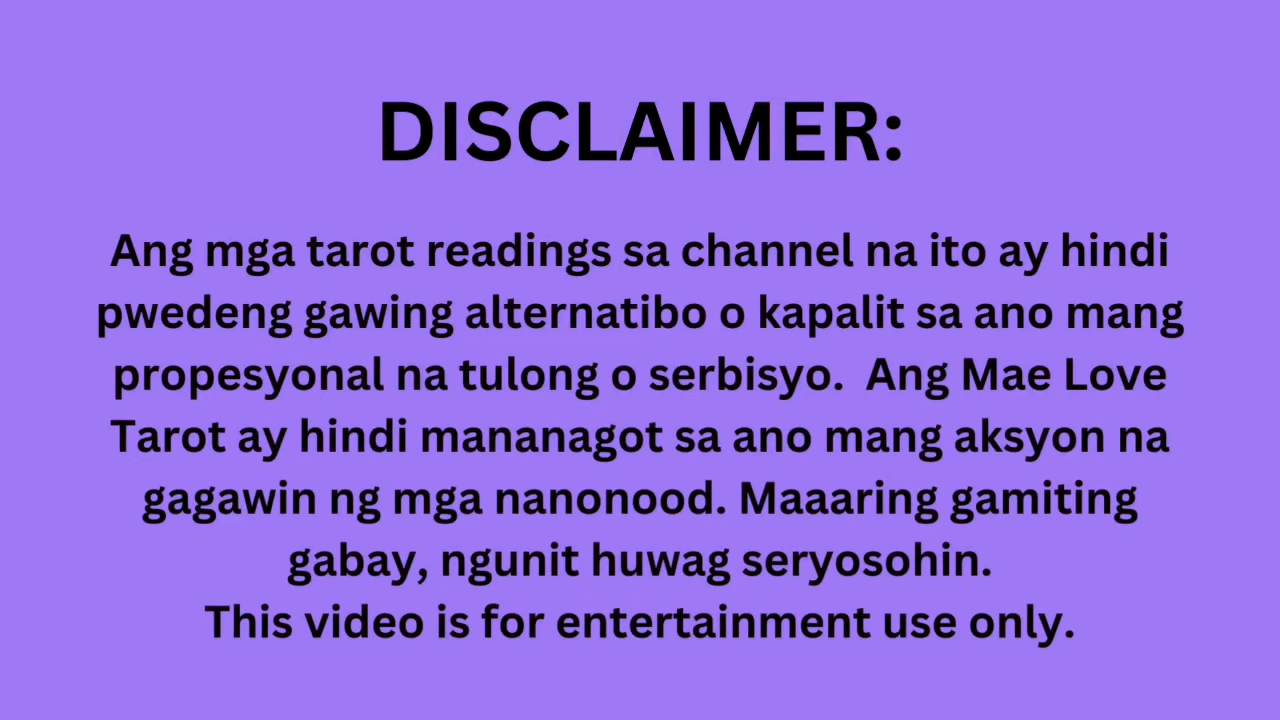 DISCLAIMER:
Ang mga tarot readings sa channel na ito ay hindi
pwedeng gawing alternatibo o kapalit sa ano mang
propesyonal na tulong o serbisyo.  Ang Mae Love
Tarot ay hindi mananagot sa ano mang aksyon na
gagawin ng mga nanonood. Maaaring gamiting
gabay, ngunit huwag seryosohin.
This video is for entertainment use only.